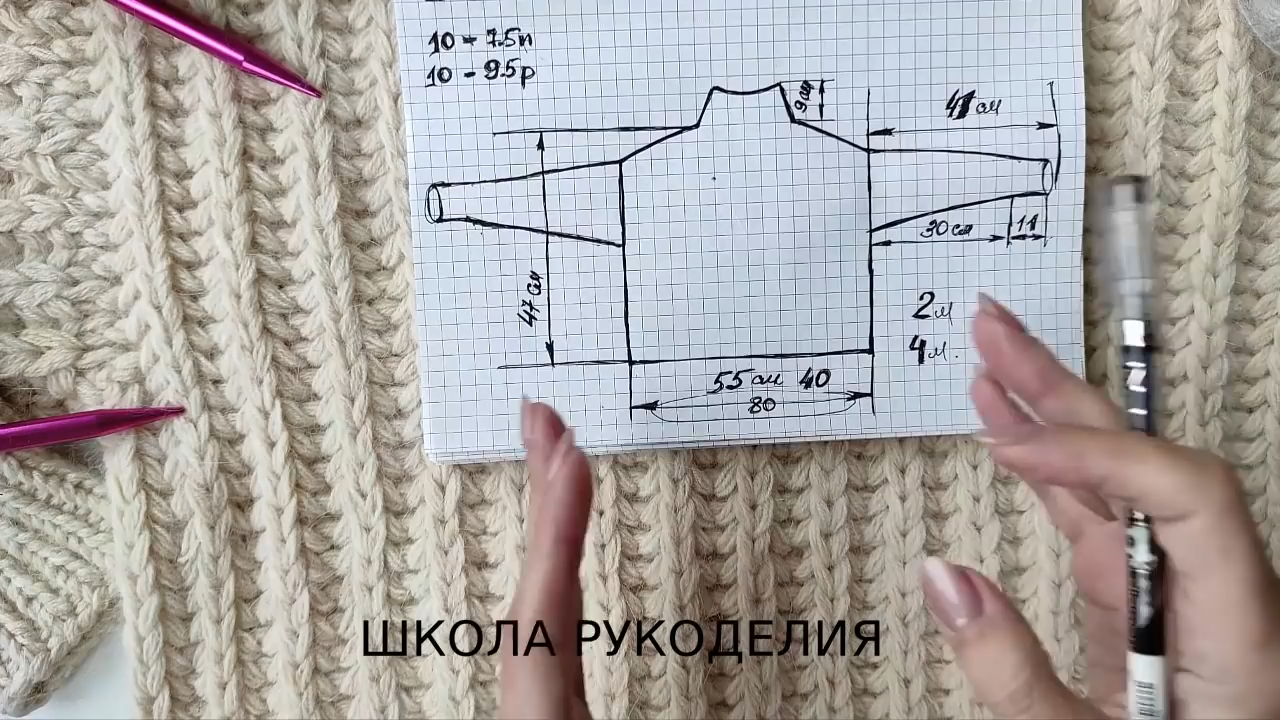 10 - 7.5п
10 - 9.5р
9 см
41 см
30 см
11
47 см
2м
4м.
55 см 40
80
ШКОЛА РУКОДЕЛИЯ